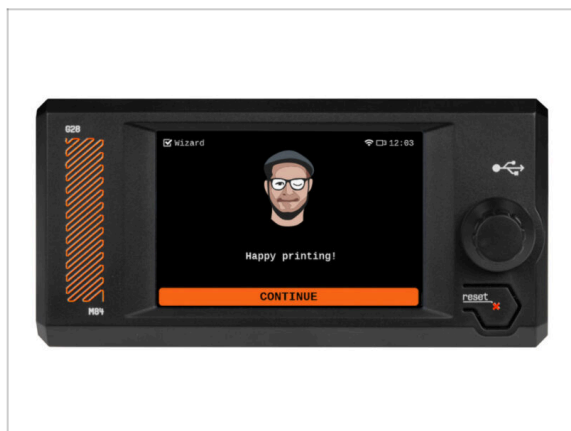 G28
Wizard
12:03
Happy printing!
CONTINUE
reset
M84